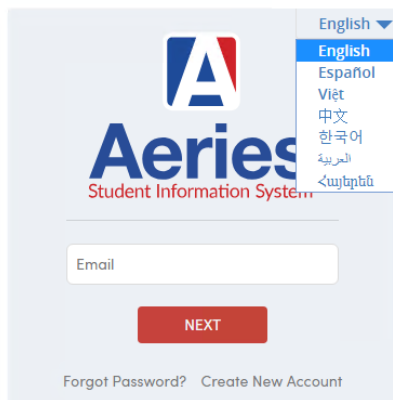 English
English
Español
Việt
中文
한국어
العربية
Հայերեն
A
Aeries
Student Information System
Email
NEXT
Forgot Password? Create New Account